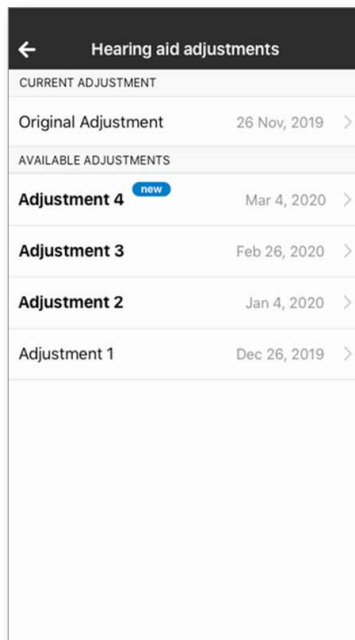 Hearing aid adjustments
CURRENT ADJUSTMENT
Original Adjustment 26 Nov, 2019
AVAILABLE ADJUSTMENTS
Adjustment 4 new Mar 4, 2020
Adjustment 3 Feb 26, 2020
Adjustment 2 Jan 4, 2020
Adjustment 1 Dec 26, 2019